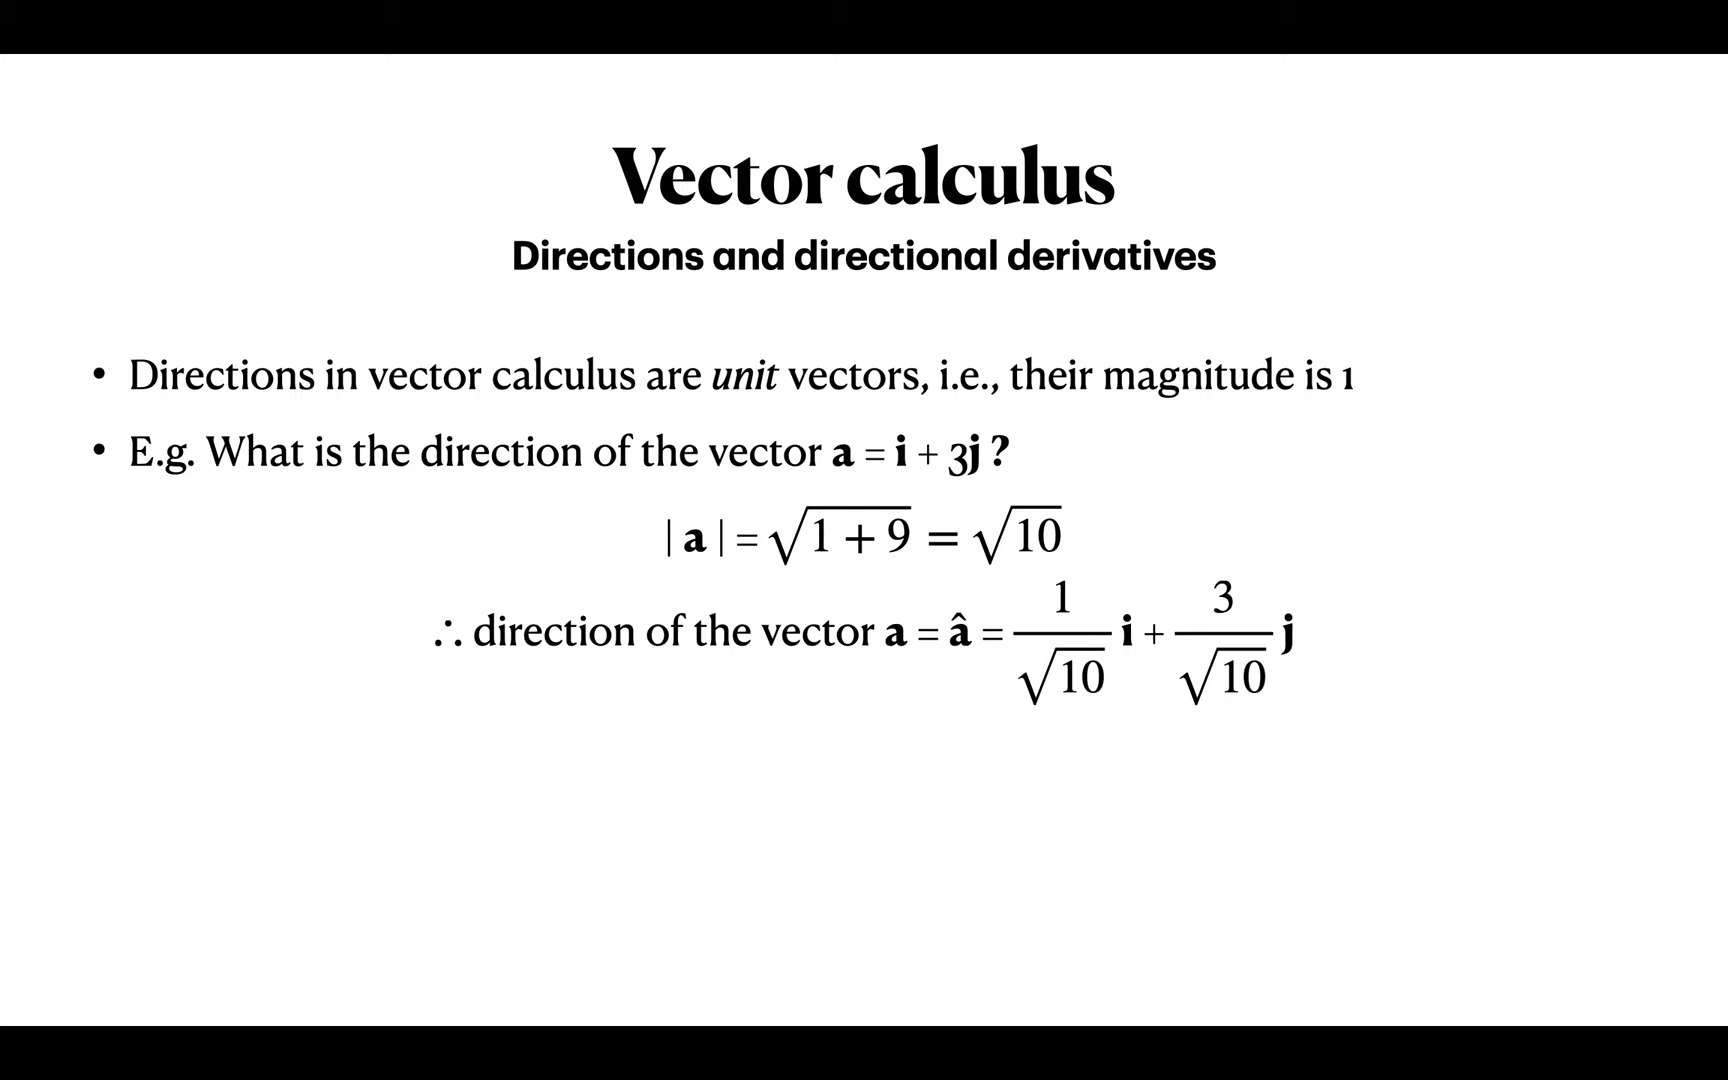 Vector calculus
Directions and directional derivatives
• Directions in vector calculus are unit vectors, i.e., their magnitude is 1
• E.g. What is the direction of the vector a = i + 3j ?
| a | = √(1 + 9) = √10
∴ direction of the vector a = â = 1/√10 i + 3/√10 j